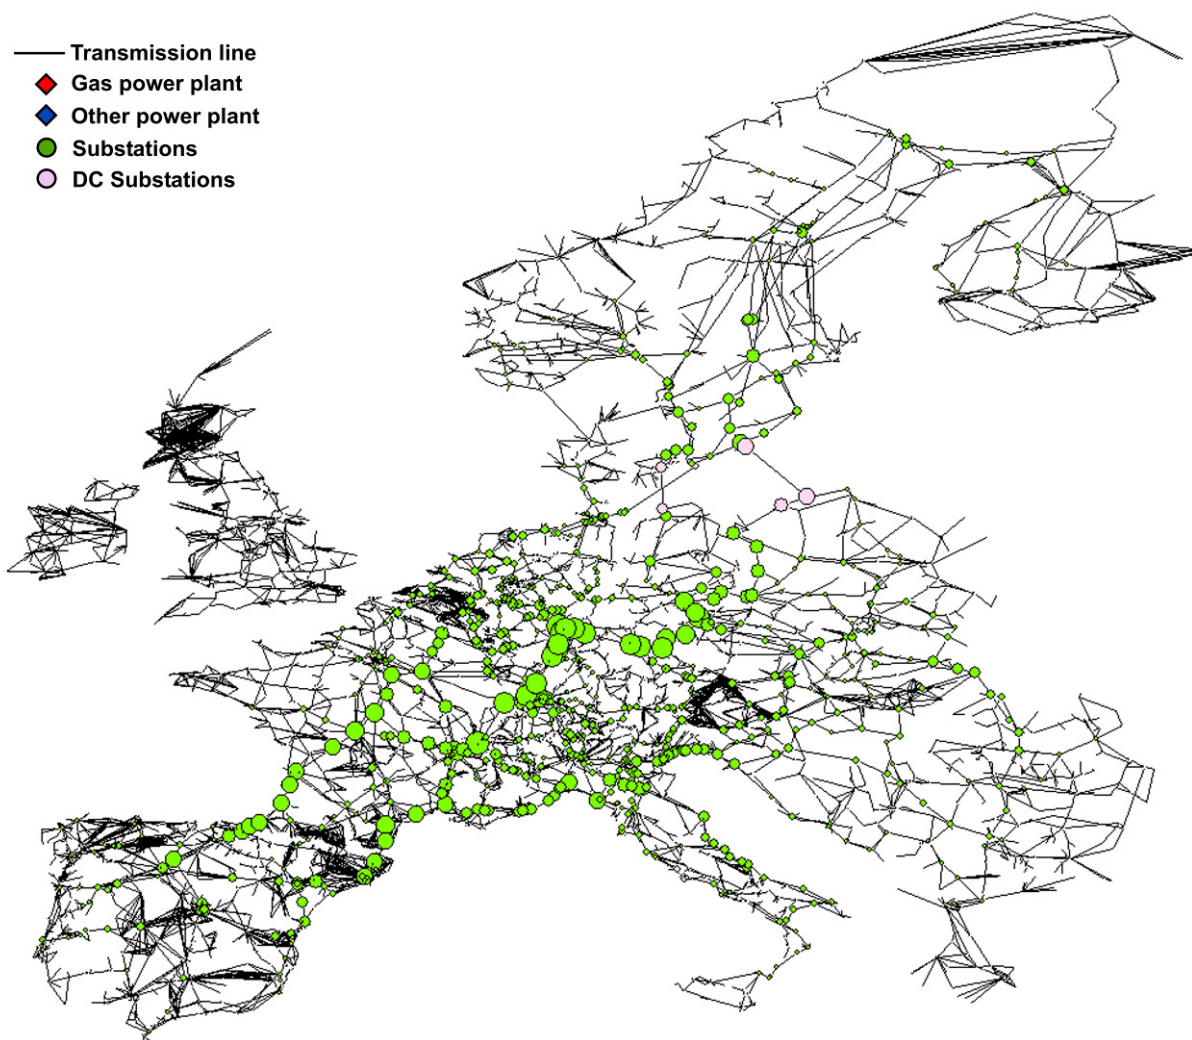 Transmission line
Gas power plant
Other power plant
Substations
DC Substations